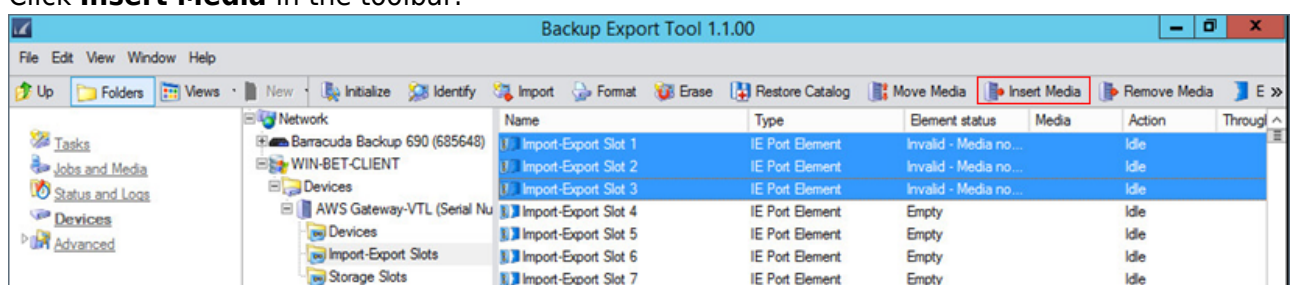 Click Insert Media in the toolbar:
Backup Export Tool 1.1.00
File Edit View Window Help
Up Folders Views New Initialize Identify Import Format Erase Restore Catalog Move Media Insert Media Remove Media E »
Tasks
Jobs and Media
Status and Logs
Devices
Advanced
Network
Barracuda Backup 690 (685648)
WIN-BET-CLIENT
Devices
AWS Gateway-VTL (Serial Nu
Devices
Import-Export Slots
Storage Slots
Name Type Element status Media Action Throug
Import-Export Slot 1 IE Port Element Invalid - Media no... Idle
Import-Export Slot 2 IE Port Element Invalid - Media no... Idle
Import-Export Slot 3 IE Port Element Invalid - Media no... Idle
Import-Export Slot 4 IE Port Element Empty Idle
Import-Export Slot 5 IE Port Element Empty Idle
Import-Export Slot 6 IE Port Element Empty Idle
Import-Export Slot 7 IE Port Element Empty Idle